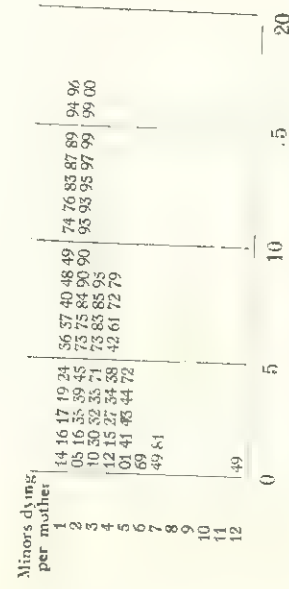 Minors dying
per mother
1 14 16 17 19 24 36 37 40 48 49 74 76 83 87 89 94 96
2 05 16 35 39 45 73 75 84 90 90 93 93 95 97 99 99 00
3 10 30 32 33 71 73 83 85 95
4 12 15 27 34 38 42 61 72 79
5 01 41 43 44 72
6 69
7 49 81
8
9
10
11
12 49
0 5 10 .5 20